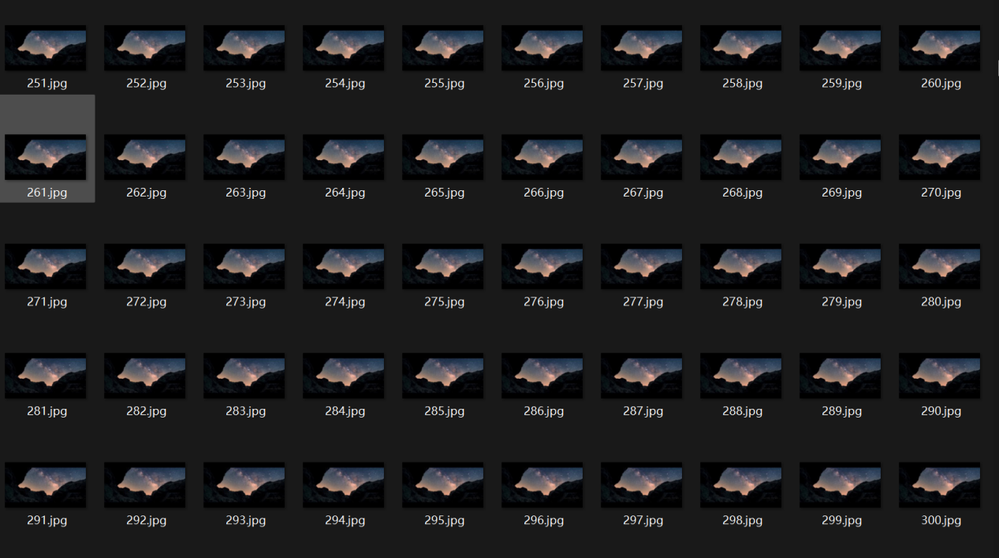 251.jpg 252.jpg 253.jpg 254.jpg 255.jpg 256.jpg 257.jpg 258.jpg 259.jpg 260.jpg
261.jpg 262.jpg 263.jpg 264.jpg 265.jpg 266.jpg 267.jpg 268.jpg 269.jpg 270.jpg
271.jpg 272.jpg 273.jpg 274.jpg 275.jpg 276.jpg 277.jpg 278.jpg 279.jpg 280.jpg
281.jpg 282.jpg 283.jpg 284.jpg 285.jpg 286.jpg 287.jpg 288.jpg 289.jpg 290.jpg
291.jpg 292.jpg 293.jpg 294.jpg 295.jpg 296.jpg 297.jpg 298.jpg 299.jpg 300.jpg